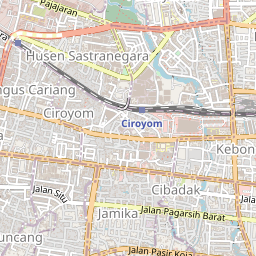 Pajajaran
Husen Sastranegara
ngus Cariang
Ciroyom
Ciroyom
Kebon
Jalan Situ
Cibadak
Jamika
Jalan Pagarsih Barat
uncang
Jalan Pasir Koja